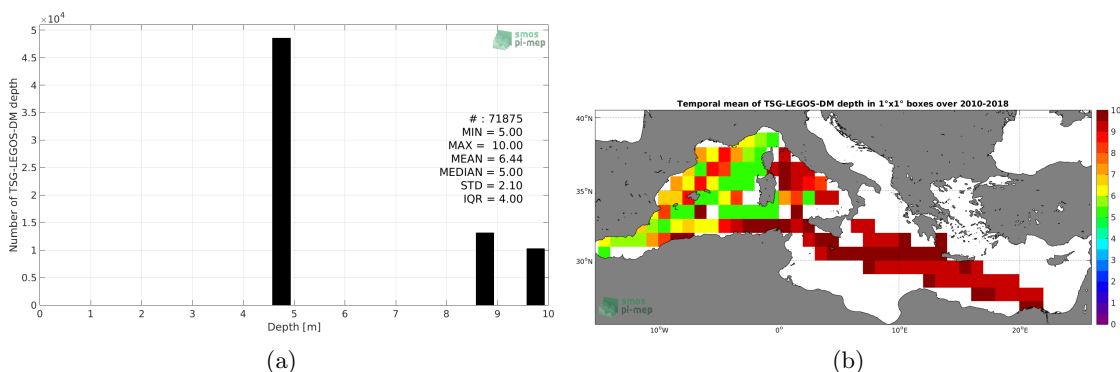 ×10⁴
5
4.5
4
3.5
3
2.5
2
1.5
1
0.5
0
Number of TSG-LEGOS-DM depth
smos
pi-mep
# : 71875
MIN = 5.00
MAX = 10.00
MEAN = 6.44
MEDIAN = 5.00
STD = 2.10
IQR = 4.00
0 1 2 3 4 5 6 7 8 9 10
Depth [m]
(a)
Temporal mean of TSG-LEGOS-DM depth in 1°x1° boxes over 2010-2018
40°N
35°N
30°N
10°W 0° 10°E 20°E
smos
pi-mep
10
9
8
7
6
5
4
3
2
1
0
(b)